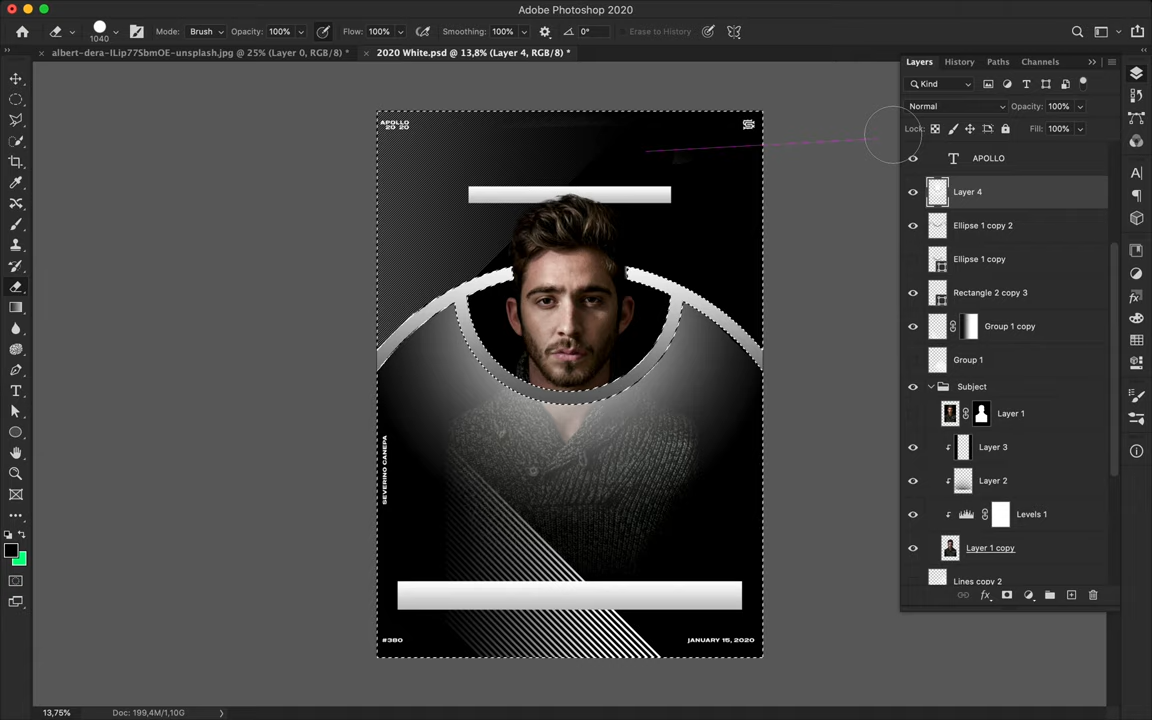 Adobe Photoshop 2020
1040
Mode:
Brush
Opacity:
100%
Flow:
100%
Smoothing:
100%
0°
Erase to History
albert-dera-ILip77SbmOE-unsplash.jpg @ 25% (Layer 0, RGB/8) *
2020 White.psd @ 13,8% (Layer 4, RGB/8) *
Layers
History
Paths
Channels
Kind
Normal
Opacity:
100%
Lock:
Fill:
100%
APOLLO
Layer 4
Ellipse 1 copy 2
Ellipse 1 copy
Rectangle 2 copy 3
Group 1 copy
Group 1
Subject
Layer 1
Layer 3
Layer 2
Levels 1
Layer 1 copy
Lines copy 2
fx
APOLLO
20 20
SEVERINO CANEPA
#380
JANUARY 15, 2020
13,75%
Doc: 199,4M/1,10G